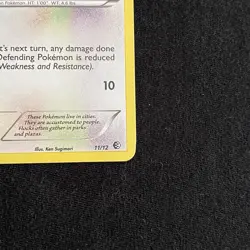 Pokémon. HT: 1'00" WT: 4.6 lbs.
's next turn, any damage done
Defending Pokémon is reduced
Weakness and Resistance).
10
These Pokémon live in cities.
They are accustomed to people.
Flocks often gather in parks
and plazas.
Illus. Ken Sugimori
11/12